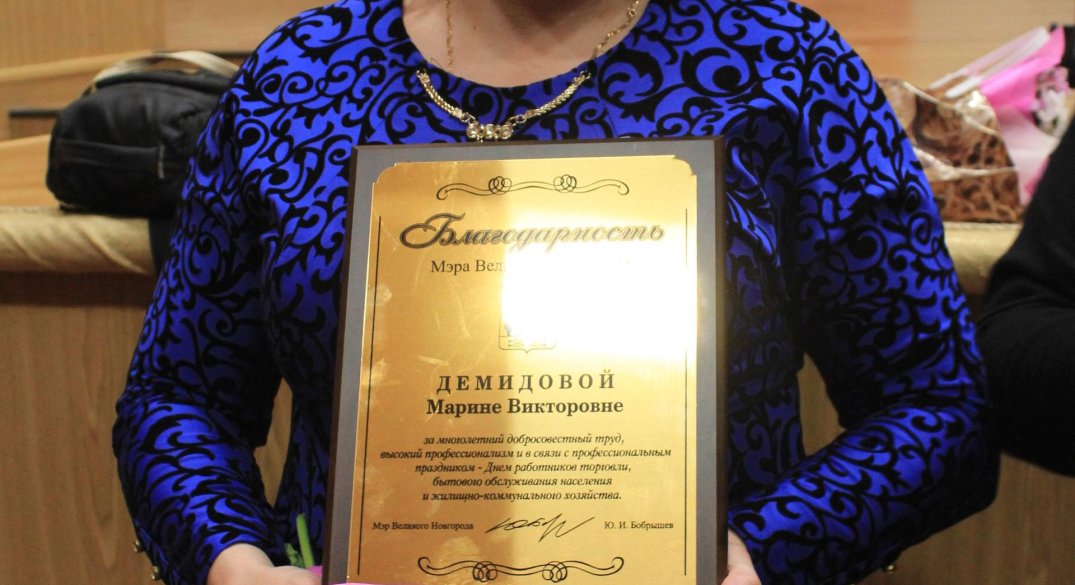 Благодарность
Мэра
ДЕМИДОВОЙ
Марине Викторовне
за многолетний добросовестный труд,
высокий профессионализм и в связи с профессиональным
праздником - Днем работников торговли,
бытового обслуживания населения
и жилищно-коммунального хозяйства.
Мэр Великого Новгорода Ю. И. Бобрышев